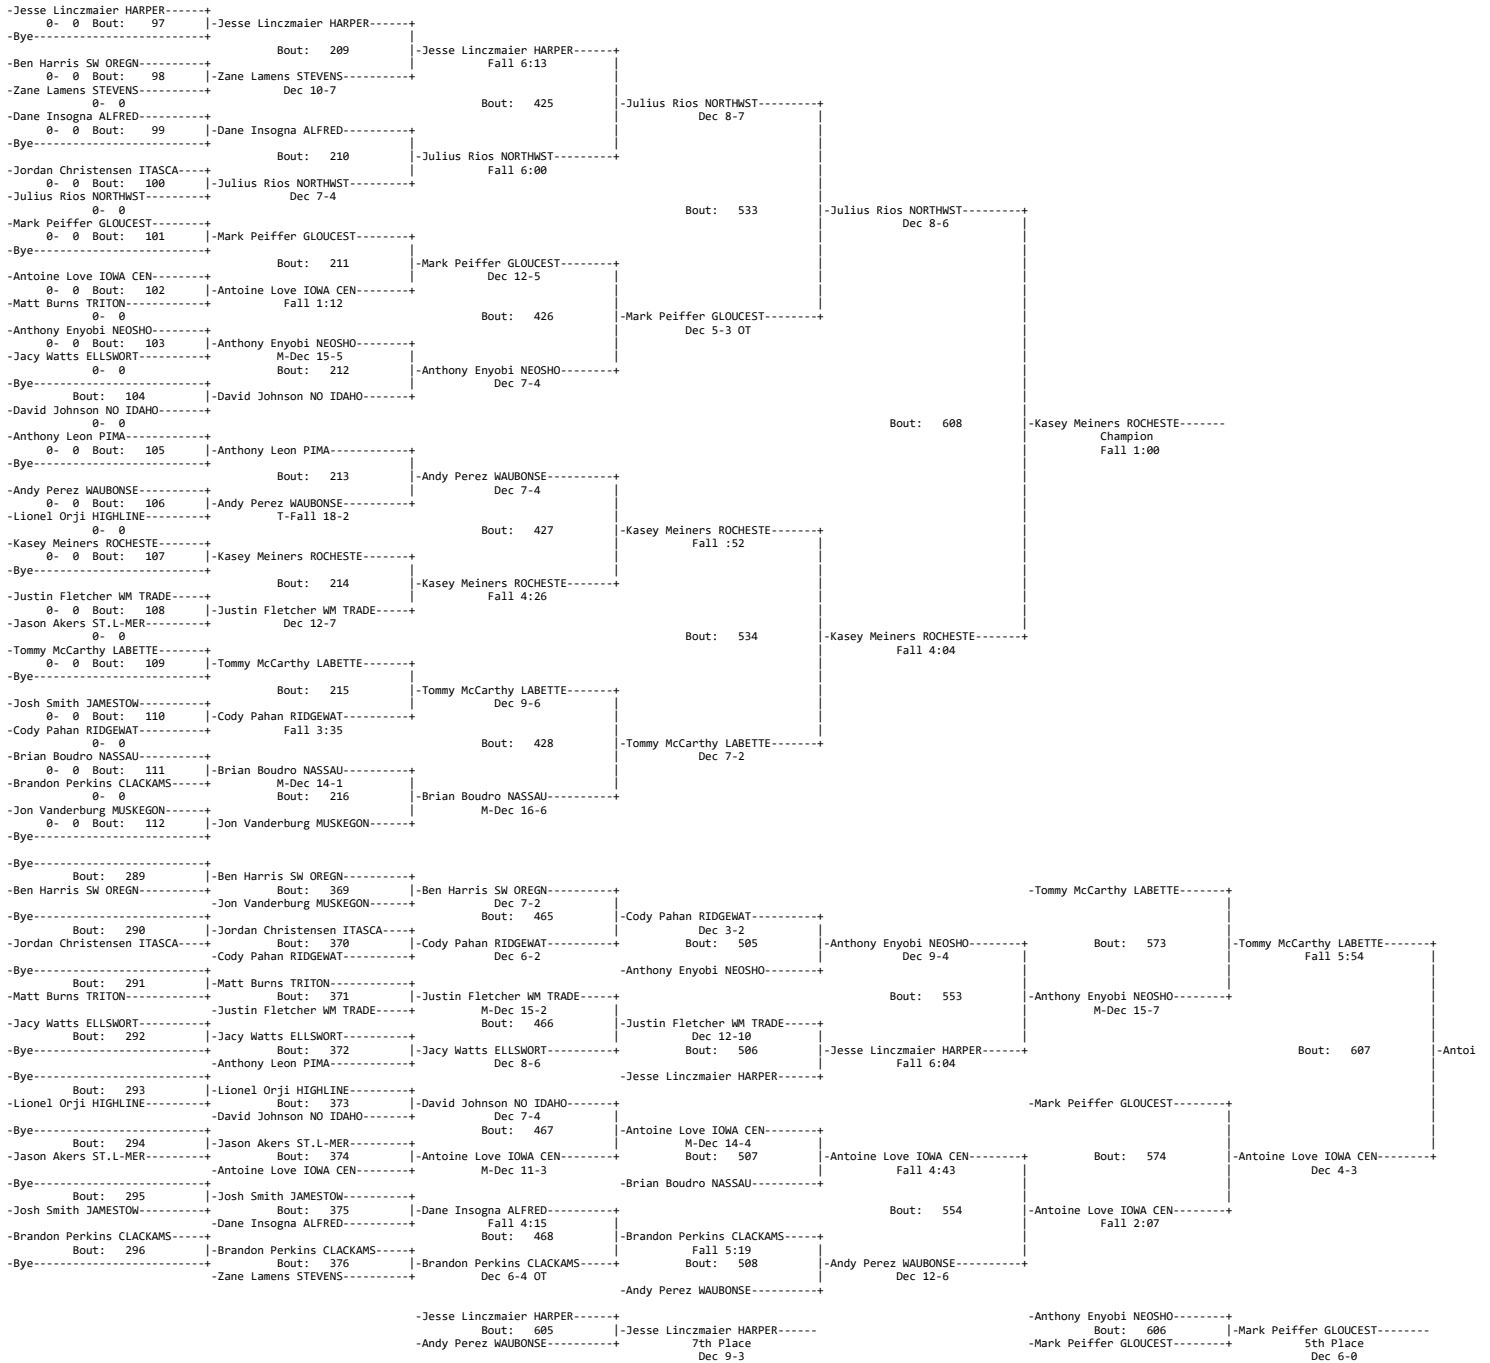 -Jesse Linczmaier HARPER------+
0- 0 Bout: 97 |-Jesse Linczmaier HARPER------+
-Bye--------------------------+ |
Bout: 209 |-Jesse Linczmaier HARPER------+
-Ben Harris SW OREGN----------+ | Fall 6:13 |
0- 0 Bout: 98 |-Zane Lamens STEVENS----------+ |
-Zane Lamens STEVENS----------+ Dec 10-7 |
0- 0 Bout: 425 |-Julius Rios NORTHWST---------+
-Dane Insogna ALFRED----------+ | Dec 8-7 |
0- 0 Bout: 99 |-Dane Insogna ALFRED----------+ | |
-Bye--------------------------+ | | |
Bout: 210 |-Julius Rios NORTHWST---------+ |
-Jordan Christensen ITASCA----+ | Fall 6:00 |
0- 0 Bout: 100 |-Julius Rios NORTHWST---------+ |
-Julius Rios NORTHWST---------+ Dec 7-4 |
0- 0 Bout: 533 |-Julius Rios NORTHWST---------+
-Mark Peiffer GLOUCEST--------+ | Dec 8-6 |
0- 0 Bout: 101 |-Mark Peiffer GLOUCEST--------+ | |
-Bye--------------------------+ | | |
Bout: 211 |-Mark Peiffer GLOUCEST--------+ | |
-Antoine Love IOWA CEN--------+ | Dec 12-5 | | |
0- 0 Bout: 102 |-Antoine Love IOWA CEN--------+ | | |
-Matt Burns TRITON------------+ Fall 1:12 | | |
0- 0 Bout: 426 |-Mark Peiffer GLOUCEST--------+ |
-Anthony Enyobi NEOSHO--------+ | Dec 5-3 OT |
0- 0 Bout: 103 |-Anthony Enyobi NEOSHO--------+ | |
-Jacy Watts ELLSWORT----------+ M-Dec 15-5 | | |
0- 0 Bout: 212 |-Anthony Enyobi NEOSHO--------+ |
-Bye--------------------------+ | Dec 7-4 |
Bout: 104 |-David Johnson NO IDAHO-------+ |
-David Johnson NO IDAHO-------+ |
0- 0 Bout: 608 |-Kasey Meiners ROCHESTE-------
-Anthony Leon PIMA------------+ | Champion
0- 0 Bout: 105 |-Anthony Leon PIMA------------+ | Fall 1:00
-Bye--------------------------+ | |
Bout: 213 |-Andy Perez WAUBONSE----------+ |
-Andy Perez WAUBONSE----------+ | Dec 7-4 | |
0- 0 Bout: 106 |-Andy Perez WAUBONSE----------+ | |
-Lionel Orji HIGHLINE---------+ T-Fall 18-2 | |
0- 0 Bout: 427 |-Kasey Meiners ROCHESTE-------+ |
-Kasey Meiners ROCHESTE-------+ | Fall :52 | |
0- 0 Bout: 107 |-Kasey Meiners ROCHESTE-------+ | | |
-Bye--------------------------+ | | | |
Bout: 214 |-Kasey Meiners ROCHESTE-------+ | |
-Justin Fletcher WM TRADE-----+ | Fall 4:26 | |
0- 0 Bout: 108 |-Justin Fletcher WM TRADE-----+ | |
-Jason Akers ST.L-MER---------+ Dec 12-7 | |
0- 0 Bout: 534 |-Kasey Meiners ROCHESTE-------+
-Tommy McCarthy LABETTE-------+ | Fall 4:04
0- 0 Bout: 109 |-Tommy McCarthy LABETTE-------+ |
-Bye--------------------------+ | |
Bout: 215 |-Tommy McCarthy LABETTE-------+ |
-Josh Smith JAMESTOW----------+ | Dec 9-6 | |
0- 0 Bout: 110 |-Cody Pahan RIDGEWAT----------+ | |
-Cody Pahan RIDGEWAT----------+ Fall 3:35 | |
0- 0 Bout: 428 |-Tommy McCarthy LABETTE-------+
-Brian Boudro NASSAU----------+ | Dec 7-2
0- 0 Bout: 111 |-Brian Boudro NASSAU----------+ |
-Brandon Perkins CLACKAMS-----+ M-Dec 14-1 | |
0- 0 Bout: 216 |-Brian Boudro NASSAU----------+
-Jon Vanderburg MUSKEGON------+ | M-Dec 16-6
0- 0 Bout: 112 |-Jon Vanderburg MUSKEGON------+
-Bye--------------------------+
-Bye--------------------------+
Bout: 289 |-Ben Harris SW OREGN----------+
-Ben Harris SW OREGN----------+ Bout: 369 |-Ben Harris SW OREGN----------+ -Tommy McCarthy LABETTE-------+
-Jon Vanderburg MUSKEGON------+ Dec 7-2 | |
-Bye--------------------------+ Bout: 465 |-Cody Pahan RIDGEWAT----------+ |
Bout: 290 |-Jordan Christensen ITASCA----+ | Dec 3-2 | |
-Jordan Christensen ITASCA----+ Bout: 370 |-Cody Pahan RIDGEWAT----------+ Bout: 505 |-Anthony Enyobi NEOSHO--------+ Bout: 573 |-Tommy McCarthy LABETTE-------+
-Cody Pahan RIDGEWAT----------+ Dec 6-2 | Dec 9-4 | | Fall 5:54 |
-Bye--------------------------+ -Anthony Enyobi NEOSHO--------+ | | |
Bout: 291 |-Matt Burns TRITON------------+ | | |
-Matt Burns TRITON------------+ Bout: 371 |-Justin Fletcher WM TRADE-----+ Bout: 553 |-Anthony Enyobi NEOSHO--------+ |
-Justin Fletcher WM TRADE-----+ M-Dec 15-2 | | M-Dec 15-7 |
-Jacy Watts ELLSWORT----------+ Bout: 466 |-Justin Fletcher WM TRADE-----+ | |
Bout: 292 |-Jacy Watts ELLSWORT----------+ | Dec 12-10 | | |
-Bye--------------------------+ Bout: 372 |-Jacy Watts ELLSWORT----------+ Bout: 506 |-Jesse Linczmaier HARPER------+ Bout: 607 |-Antoi
-Anthony Leon PIMA------------+ Dec 8-6 | Fall 6:04 |
-Bye--------------------------+ -Jesse Linczmaier HARPER------+ |
Bout: 293 |-Lionel Orji HIGHLINE---------+ |
-Lionel Orji HIGHLINE---------+ Bout: 373 |-David Johnson NO IDAHO-------+ -Mark Peiffer GLOUCEST--------+ |
-David Johnson NO IDAHO-------+ Dec 7-4 | | |
-Bye--------------------------+ Bout: 467 |-Antoine Love IOWA CEN--------+ | |
Bout: 294 |-Jason Akers ST.L-MER---------+ | M-Dec 14-4 | | |
-Jason Akers ST.L-MER---------+ Bout: 374 |-Antoine Love IOWA CEN--------+ Bout: 507 |-Antoine Love IOWA CEN--------+ Bout: 574 |-Antoine Love IOWA CEN--------+
-Antoine Love IOWA CEN--------+ M-Dec 11-3 | Fall 4:43 | | Dec 4-3
-Bye--------------------------+ -Brian Boudro NASSAU----------+ | |
Bout: 295 |-Josh Smith JAMESTOW----------+ | |
-Josh Smith JAMESTOW----------+ Bout: 375 |-Dane Insogna ALFRED----------+ Bout: 554 |-Antoine Love IOWA CEN--------+
-Dane Insogna ALFRED----------+ Fall 4:15 | | Fall 2:07
-Brandon Perkins CLACKAMS-----+ Bout: 468 |-Brandon Perkins CLACKAMS-----+ |
Bout: 296 |-Brandon Perkins CLACKAMS-----+ | Fall 5:19 | |
-Bye--------------------------+ Bout: 376 |-Brandon Perkins CLACKAMS-----+ Bout: 508 |-Andy Perez WAUBONSE----------+
-Zane Lamens STEVENS----------+ Dec 6-4 OT | Dec 12-6
-Andy Perez WAUBONSE----------+
-Jesse Linczmaier HARPER------+ -Anthony Enyobi NEOSHO--------+
Bout: 605 |-Jesse Linczmaier HARPER------ Bout: 606 |-Mark Peiffer GLOUCEST--------
-Andy Perez WAUBONSE----------+ 7th Place -Mark Peiffer GLOUCEST--------+ 5th Place
Dec 9-3 Dec 6-0